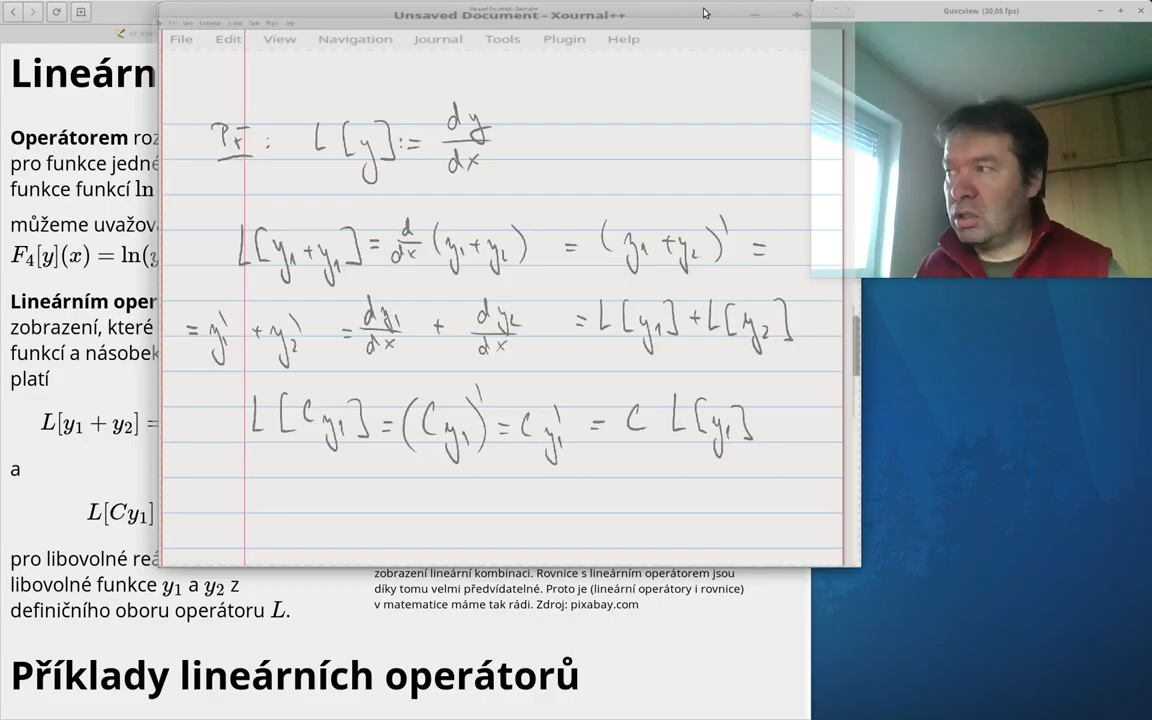 Unsaved Document - Xournal++
Guvcview (30,05 fps)
File Edit View Navigation Journal Tools Plugin Help
Lineárn
Operátorem roz
pro funkce jedné
funkce funkcí ln
můžeme uvažova
F₄[y](x) = ln(y
Lineárním oper
zobrazení, které
funkcí a násobek
platí
L[y₁ + y₂] =
a
L[Cy₁]
pro libovolné reá
libovolné funkce y₁ a y₂ z
definičního oboru operátoru L.
Př: L[y] := dy/dx
L[y₁+y₁] = d/dx (y₁+y₂) = (y₁+y₂)' =
= y₁' + y₂' = dy₁/dx + dy₂/dx = L[y₁] + L[y₂]
L[Cy₁] = (Cy₁)' = Cy₁' = C L[y₁]
zobrazení lineární kombinaci. Rovnice s lineárním operátorem jsou
díky tomu velmi předvídatelné. Proto je (lineární operátory i rovnice)
v matematice máme tak rádi. Zdroj: pixabay.com
Příklady lineárních operátorů